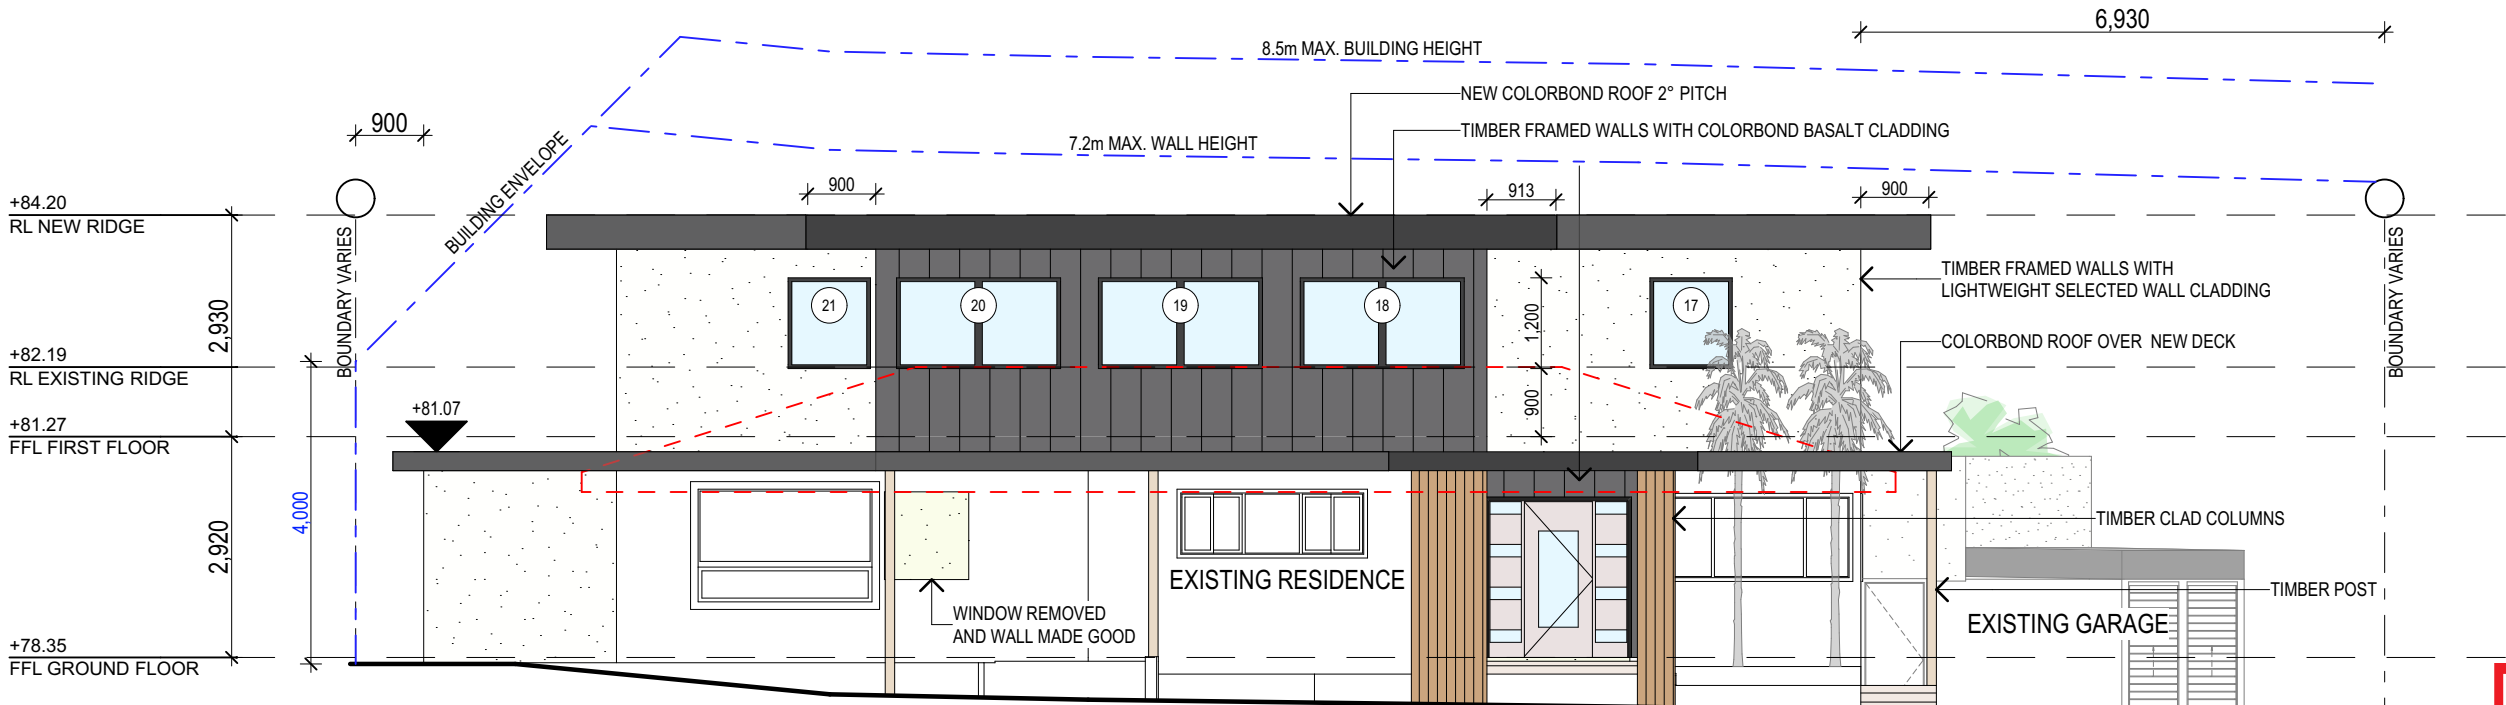 6,930
8.5m MAX. BUILDING HEIGHT
NEW COLORBOND ROOF 2° PITCH
900
TIMBER FRAMED WALLS WITH COLORBOND BASALT CLADDING
7.2m MAX. WALL HEIGHT
BUILDING ENVELOPE
900
913
900
+84.20
RL NEW RIDGE
BOUNDARY VARIES
BOUNDARY VARIES
TIMBER FRAMED WALLS WITH
LIGHTWEIGHT SELECTED WALL CLADDING
21
20
19
18
17
2,930
1,200
COLORBOND ROOF OVER NEW DECK
+82.19
RL EXISTING RIDGE
900
+81.07
+81.27
FFL FIRST FLOOR
4,000
2,920
TIMBER CLAD COLUMNS
EXISTING RESIDENCE
TIMBER POST
WINDOW REMOVED
AND WALL MADE GOOD
EXISTING GARAGE
+78.35
FFL GROUND FLOOR